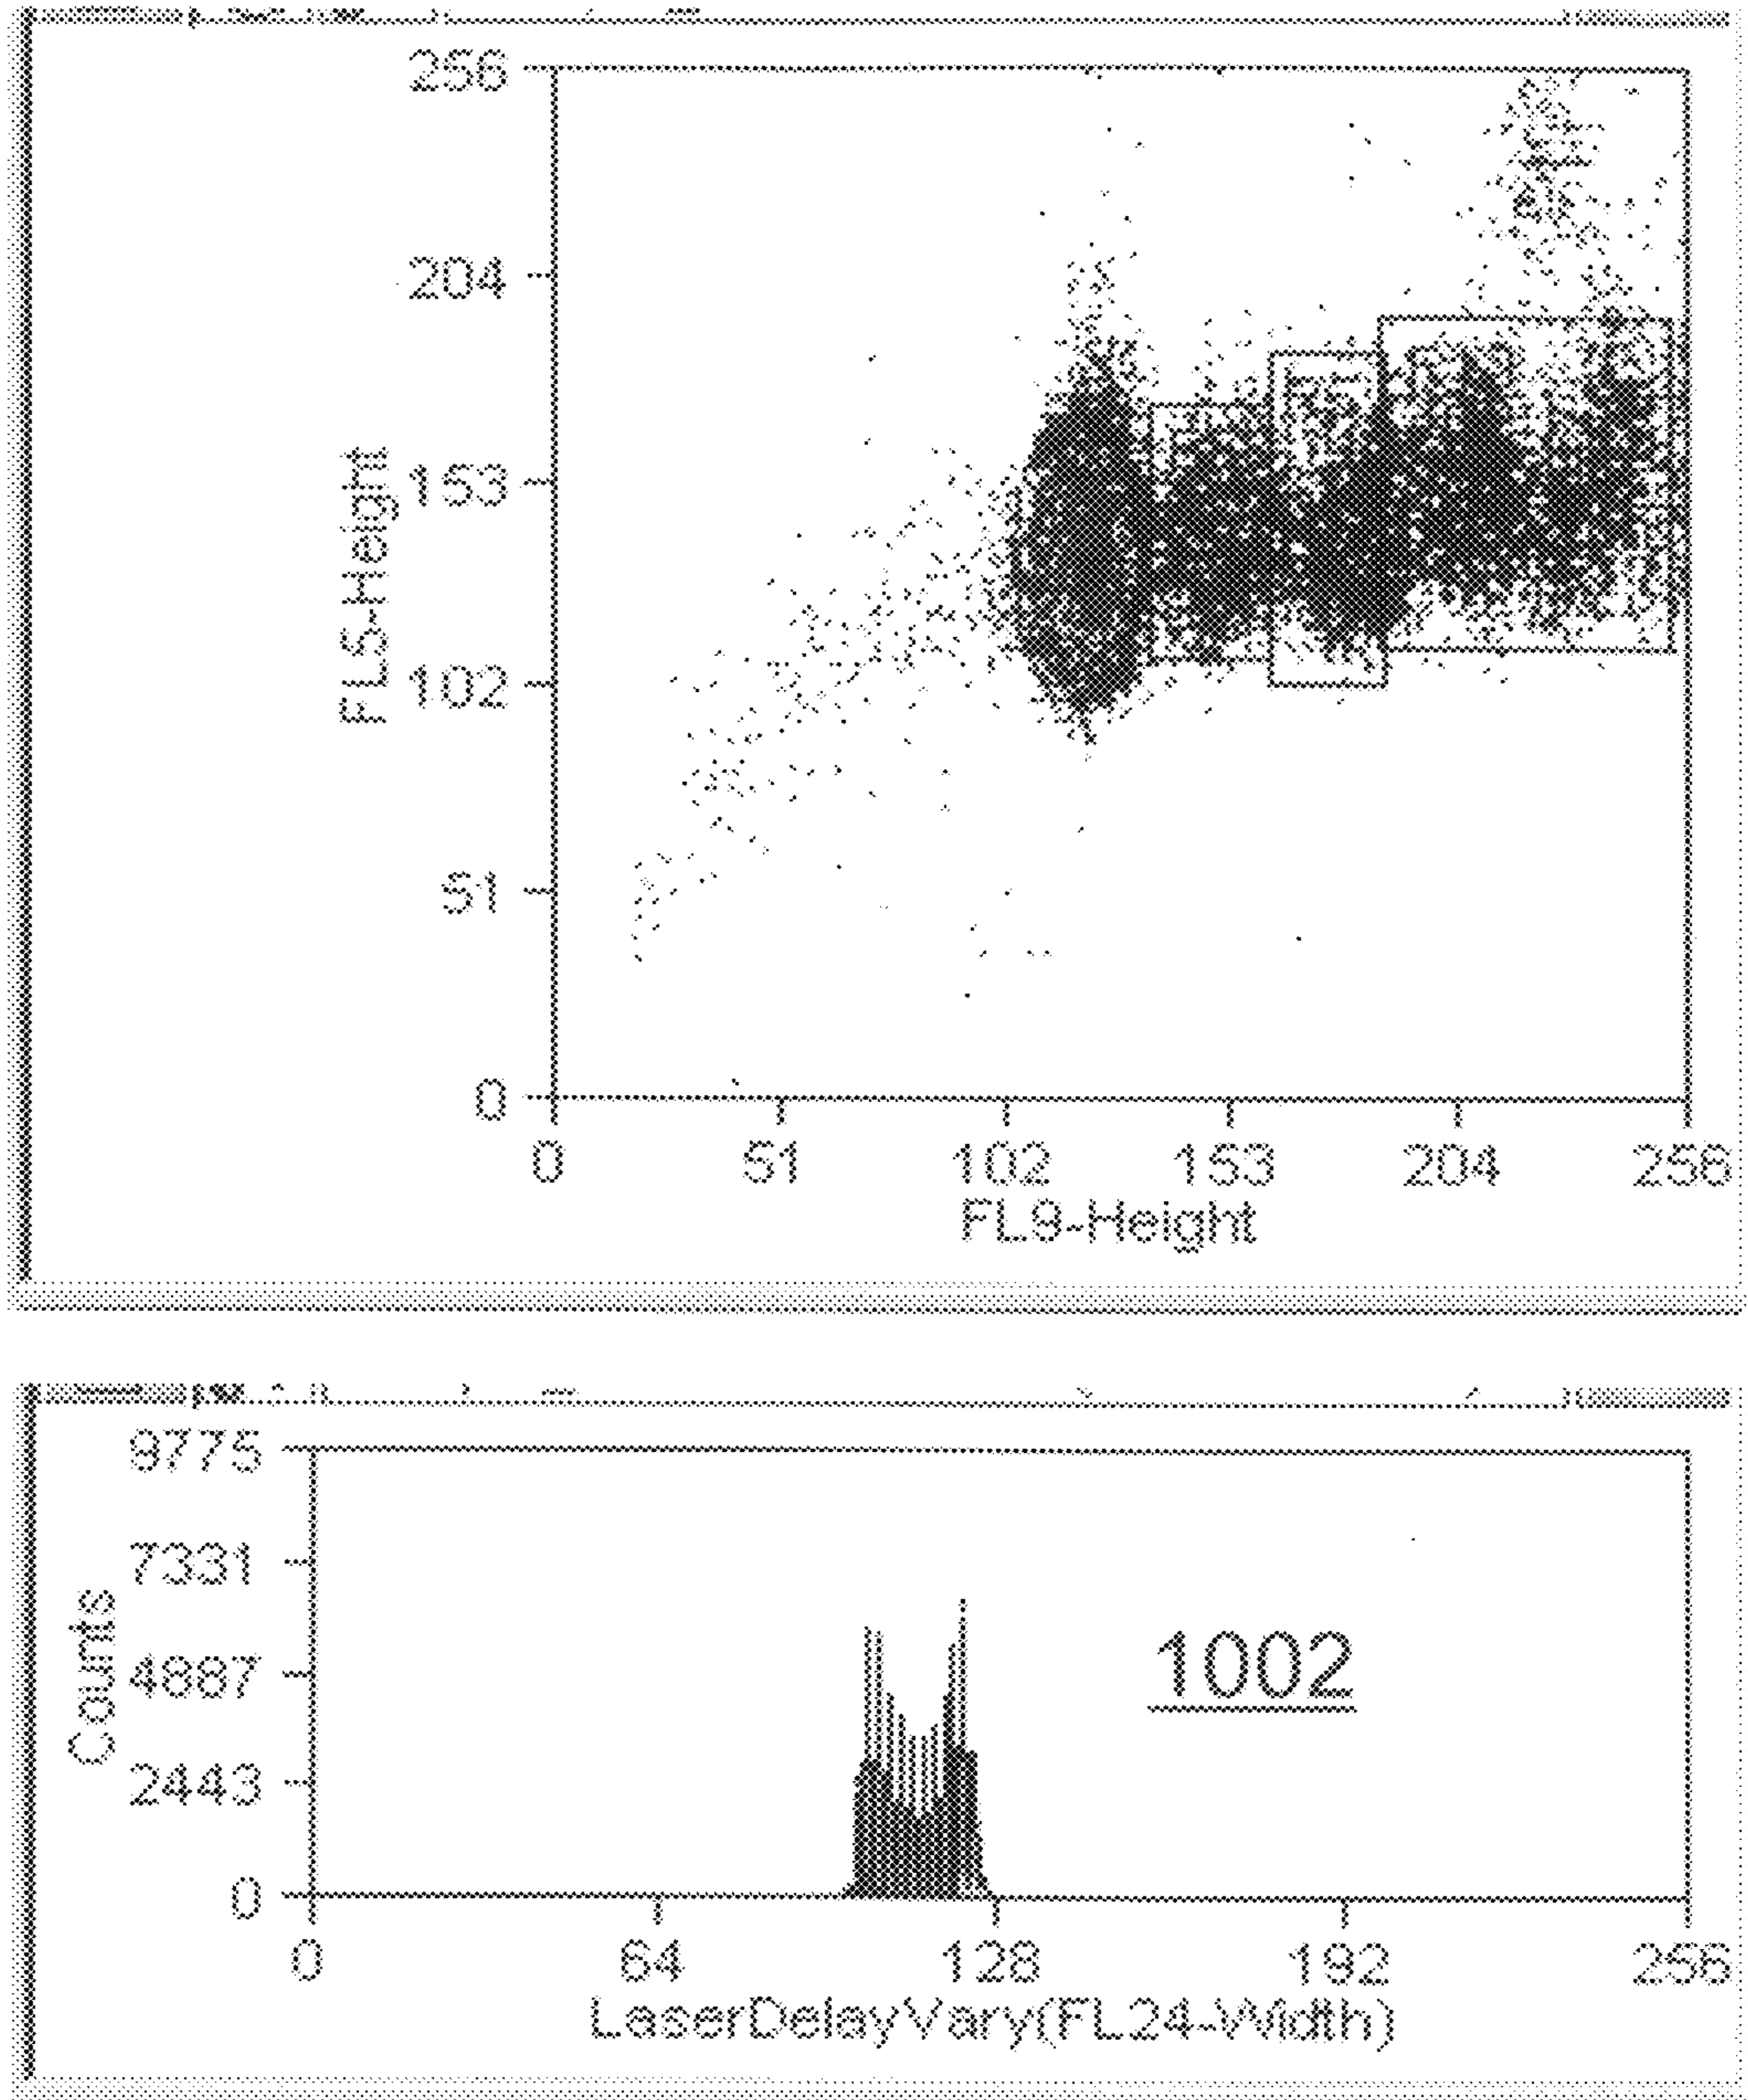 256
204
153
102
51
0
FL5-Height
0 51 102 153 204 256
FL9-Height
9775
7331
4887
2443
0
Counts
1002
0 64 128 192 256
LaserDelayVary(FL24-Width)